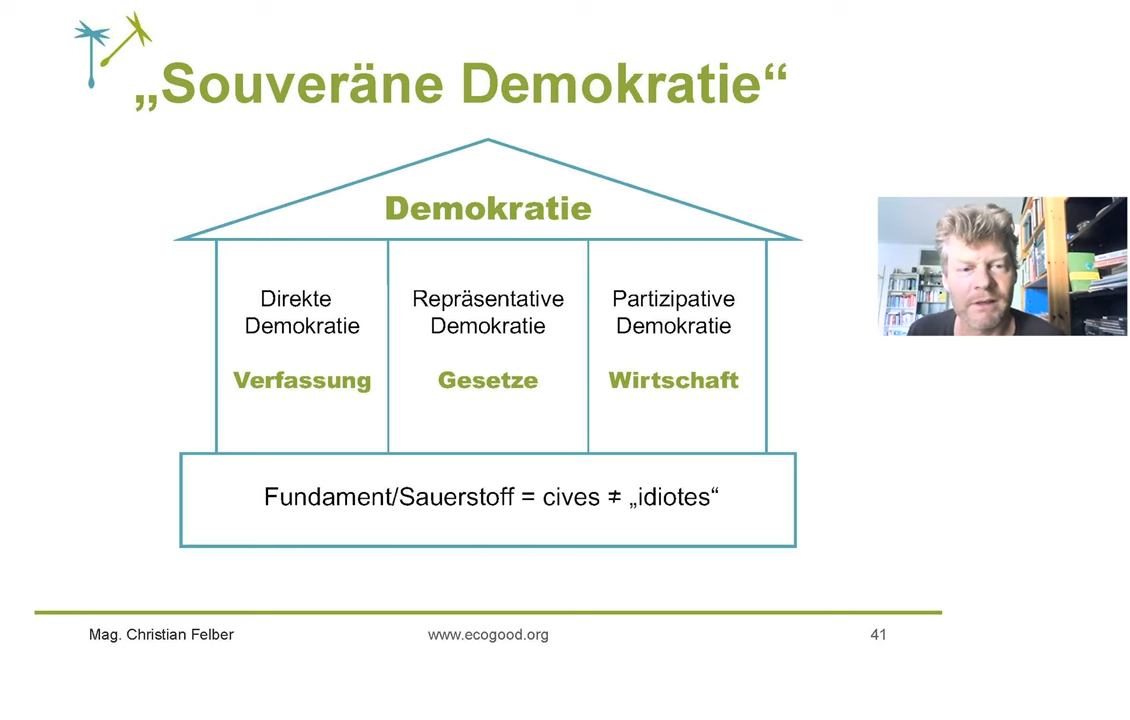 „Souveräne Demokratie“
Demokratie
Direkte
Demokratie
Verfassung
Repräsentative
Demokratie
Gesetze
Partizipative
Demokratie
Wirtschaft
Fundament/Sauerstoff = cives ≠ „idiotes“
Mag. Christian Felber
www.ecogood.org
41